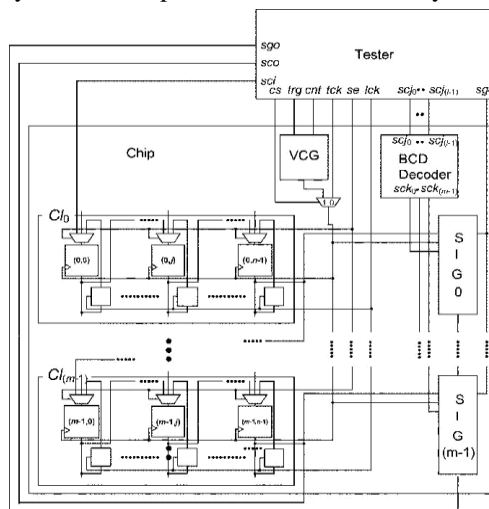 sgo
Tester
sco
sci
cs trg cnt tck se lck scj0•• scj(l-1) sg
Chip
VCG
scj0 •• scj(l-1)
BCD
Decoder
sck0• sck(m-1)
1 0
Cl0
(0,0) (0,j) (0,n-1)
S
I
G
0
Cl(m-1)
(m-1,0) (m-1,j) (m-1,n-1)
S
I
G
(m-1)